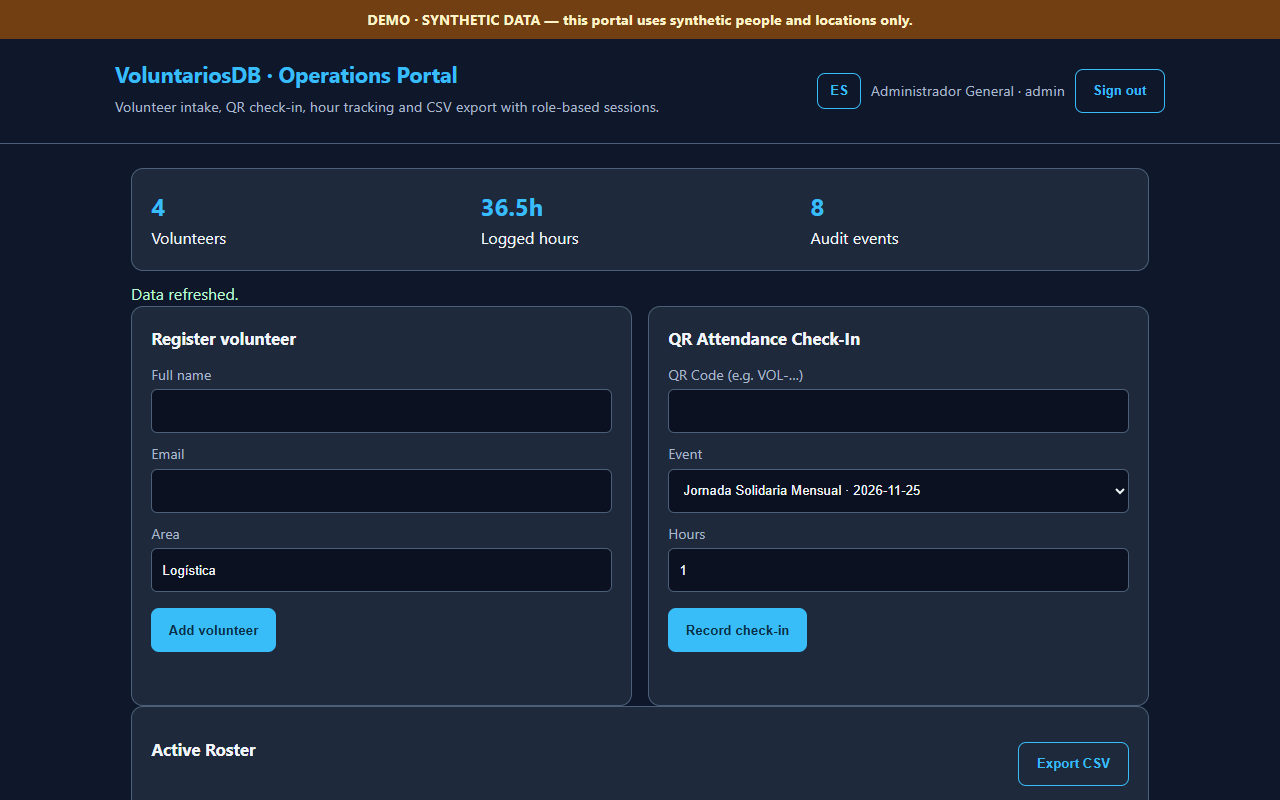 DEMO · SYNTHETIC DATA — this portal uses synthetic people and locations only.
VoluntariosDB · Operations Portal
Volunteer intake, QR check-in, hour tracking and CSV export with role-based sessions.
ES
Administrador General · admin
Sign out
4
Volunteers
36.5h
Logged hours
8
Audit events
Data refreshed.
Register volunteer
Full name
Email
Area
Logística
Add volunteer
QR Attendance Check-In
QR Code (e.g. VOL-...)
Event
Jornada Solidaria Mensual · 2026-11-25
Hours
1
Record check-in
Active Roster
Export CSV